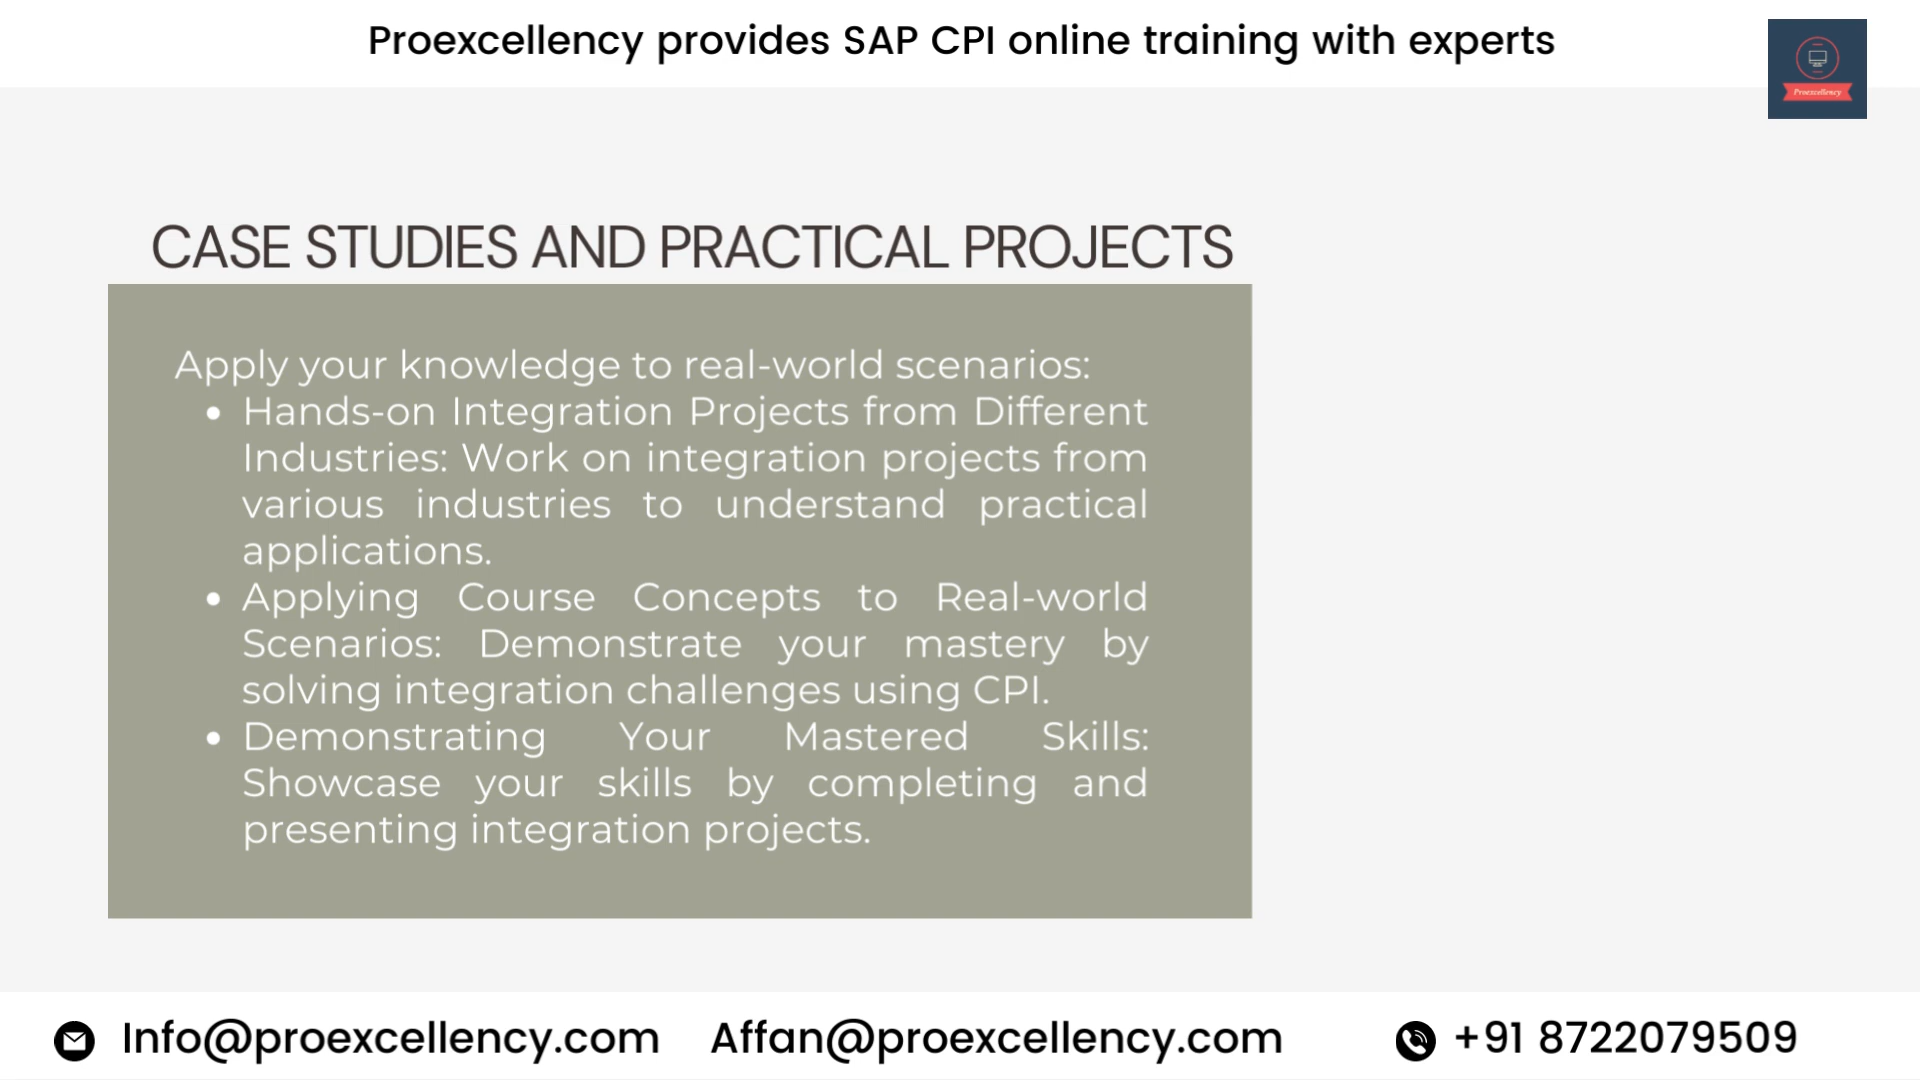 Proexcellency provides SAP CPI online training with experts
Proexcellency
CASE STUDIES AND PRACTICAL PROJECTS
Apply your knowledge to real-world scenarios:
• Hands-on Integration Projects from Different
Industries: Work on integration projects from
various industries to understand practical
applications.
• Applying Course Concepts to Real-world
Scenarios: Demonstrate your mastery by
solving integration challenges using CPI.
• Demonstrating Your Mastered Skills:
Showcase your skills by completing and
presenting integration projects.
Info@proexcellency.com Affan@proexcellency.com +91 8722079509